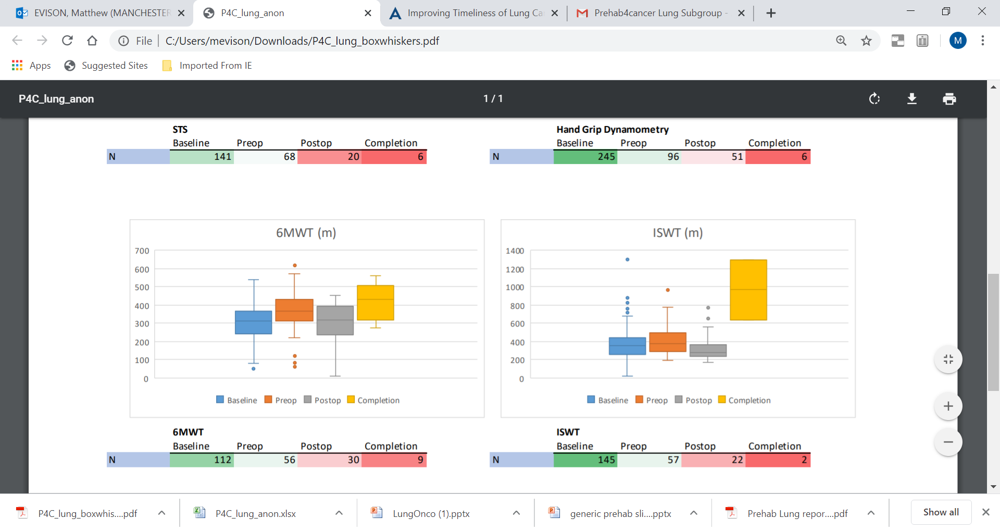 EVISON, Matthew (MANCHESTER
P4C_lung_anon
Improving Timeliness of Lung Ca
Prehab4cancer Lung Subgroup -
File
C:/Users/mevison/Downloads/P4C_lung_boxwhiskers.pdf
M
Apps
Suggested Sites
Imported From IE
P4C_lung_anon
1 / 1
STS
Baseline Preop Postop Completion
N 141 68 20 6
Hand Grip Dynamometry
Baseline Preop Postop Completion
N 245 96 51 6
6MWT (m)
700
600
500
400
300
200
100
0
Baseline Preop Postop Completion
ISWT (m)
1400
1200
1000
800
600
400
200
0
Baseline Preop Postop Completion
6MWT
Baseline Preop Postop Completion
N 112 56 30 9
ISWT
Baseline Preop Postop Completion
N 145 57 22 2
P4C_lung_boxwhis....pdf
P4C_lung_anon.xlsx
LungOnco (1).pptx
generic prehab sli....pptx
Prehab Lung repor....pdf
Show all